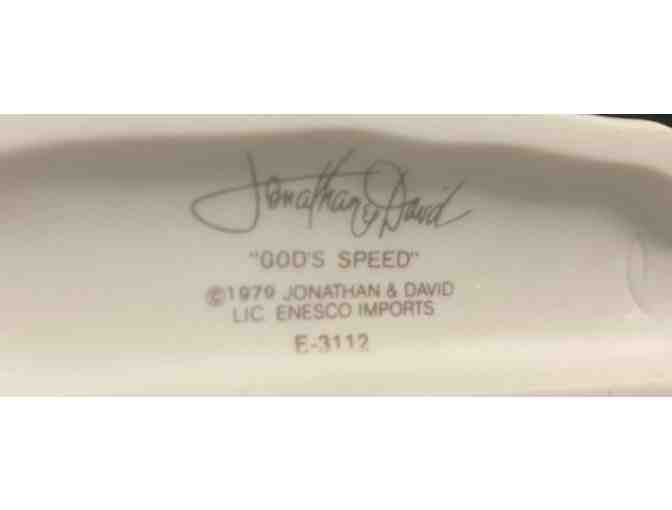 Jonathan & David
"GOD'S SPEED"
©1979 JONATHAN & DAVID
LIC. ENESCO IMPORTS
E-3112